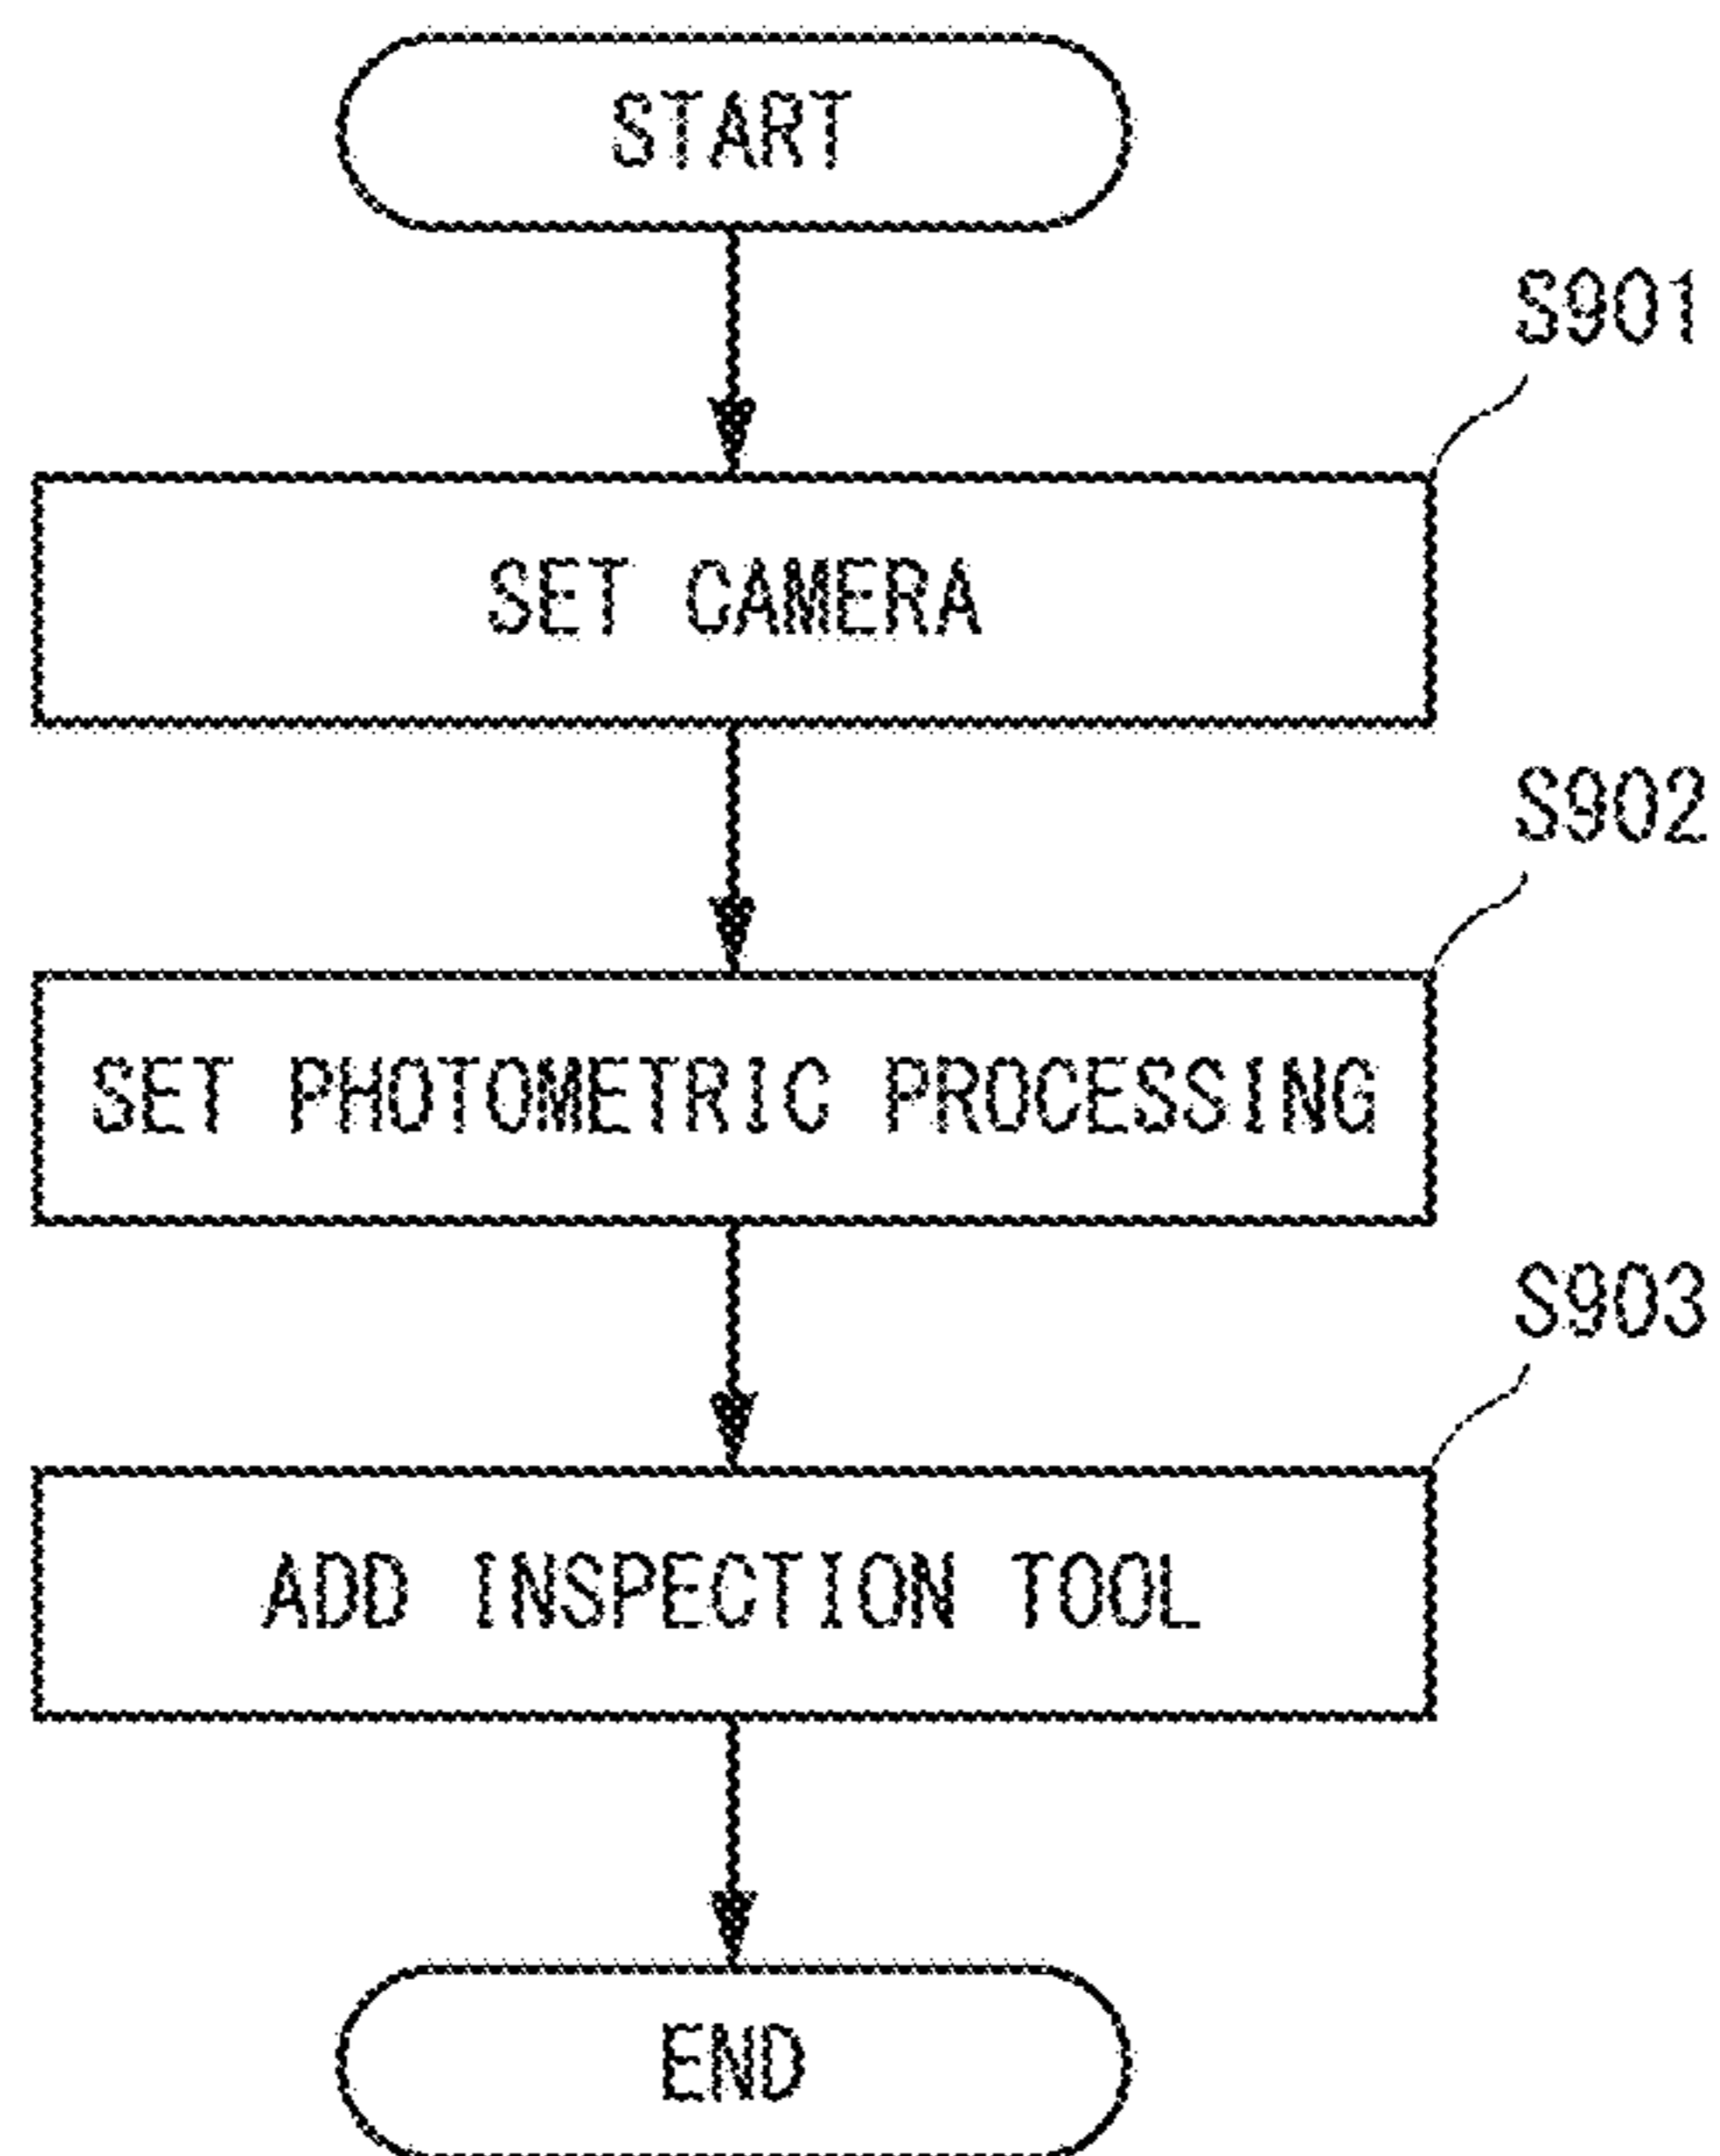 START
S901
SET CAMERA
S902
SET PHOTOMETRIC PROCESSING
S903
ADD INSPECTION TOOL
END